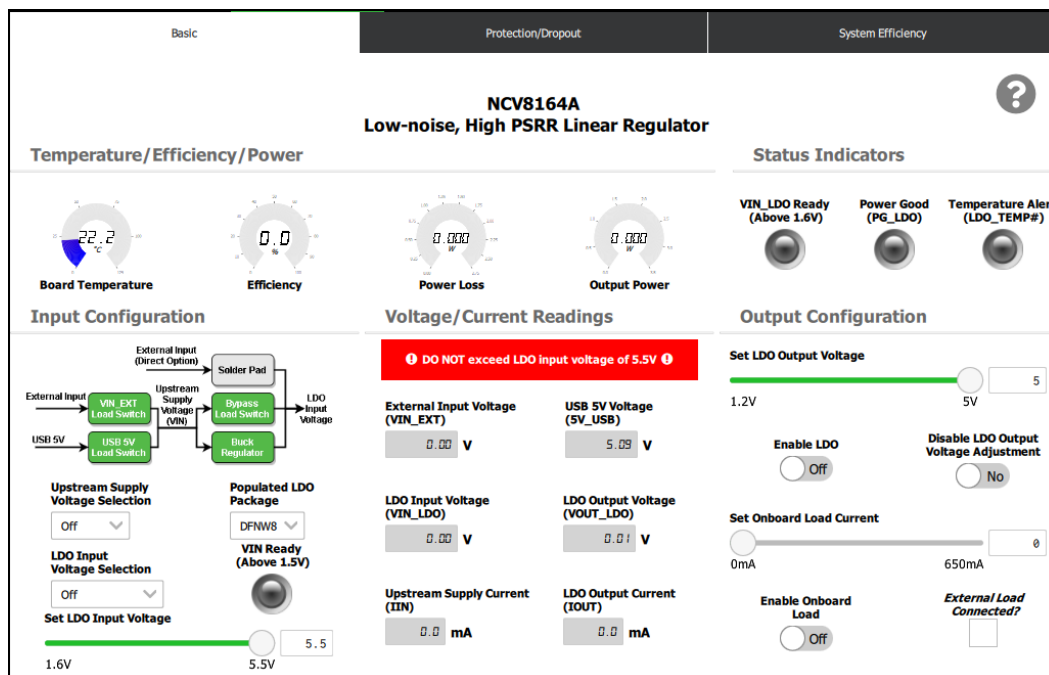 Basic
Protection/Dropout
System Efficiency
NCV8164A
Low-noise, High PSRR Linear Regulator
Temperature/Efficiency/Power
22.2
°C
Board Temperature
0.0
%
Efficiency
0.000
W
Power Loss
0.000
W
Output Power
Status Indicators
VIN_LDO Ready
(Above 1.6V)
Power Good
(PG_LDO)
Temperature Aler
(LDO_TEMP#)
Input Configuration
External Input
(Direct Option)
Solder Pad
External Input
VIN_EXT
Load Switch
Upstream
Supply
Voltage
(VIN)
Bypass
Load Switch
LDO
Input
Voltage
USB 5V
USB 5V
Load Switch
Buck
Regulator
Upstream Supply
Voltage Selection
Off
Populated LDO
Package
DFNW8
LDO Input
Voltage Selection
Off
VIN Ready
(Above 1.5V)
Set LDO Input Voltage
5.5
1.6V
5.5V
Voltage/Current Readings
DO NOT exceed LDO input voltage of 5.5V
External Input Voltage
(VIN_EXT)
0.00 V
USB 5V Voltage
(5V_USB)
5.09 V
LDO Input Voltage
(VIN_LDO)
0.00 V
LDO Output Voltage
(VOUT_LDO)
0.01 V
Upstream Supply Current
(IIN)
0.0 mA
LDO Output Current
(IOUT)
0.0 mA
Output Configuration
Set LDO Output Voltage
5
1.2V
5V
Enable LDO
Off
Disable LDO Output
Voltage Adjustment
No
Set Onboard Load Current
0
0mA
650mA
Enable Onboard
Load
Off
External Load
Connected?